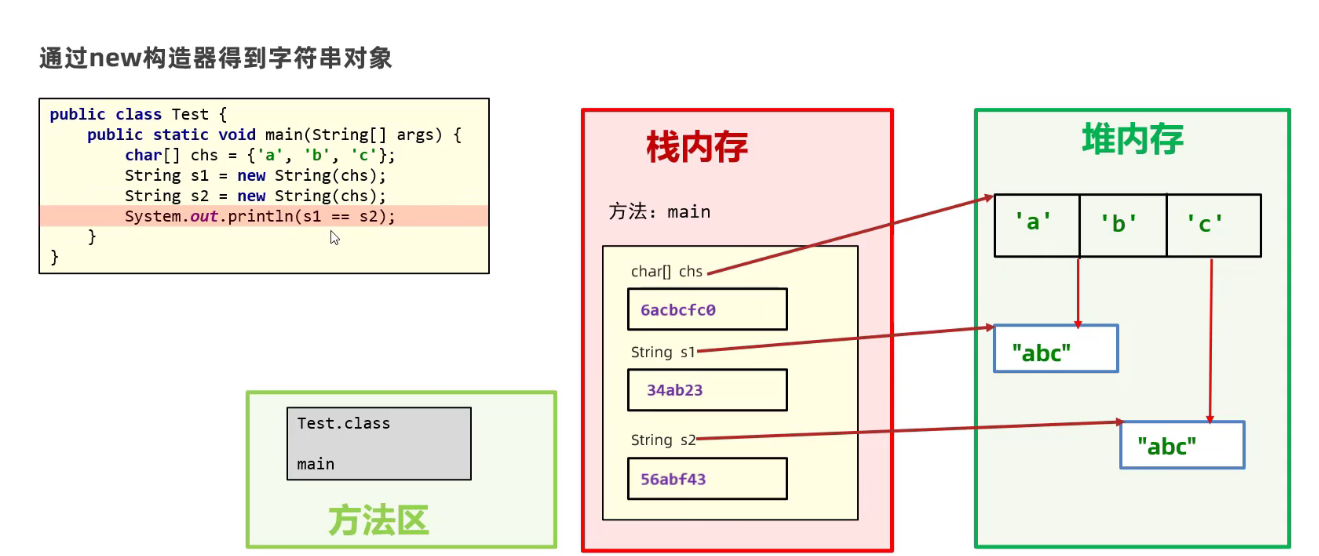 通过new构造器得到字符串对象
public class Test {
    public static void main(String[] args) {
        char[] chs = {'a', 'b', 'c'};
        String s1 = new String(chs);
        String s2 = new String(chs);
        System.out.println(s1 == s2);
    }
}
Test.class
main
方法区
栈内存
方法：main
char[] chs
6acbcfc0
String s1
34ab23
String s2
56abf43
堆内存
'a' 'b' 'c'
"abc"
"abc"